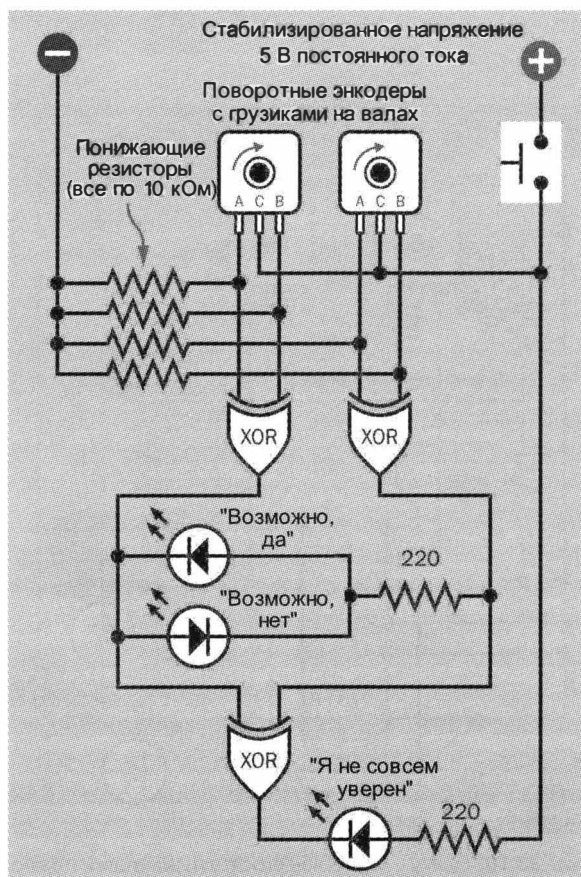 Стабилизированное напряжение
5 В постоянного тока
Поворотные энкодеры
с грузиками на валах
Понижающие
резисторы
(все по 10 кОм)
A C B
A C B
XOR
XOR
"Возможно,
да"
220
"Возможно,
нет"
XOR
"Я не совсем
уверен"
220